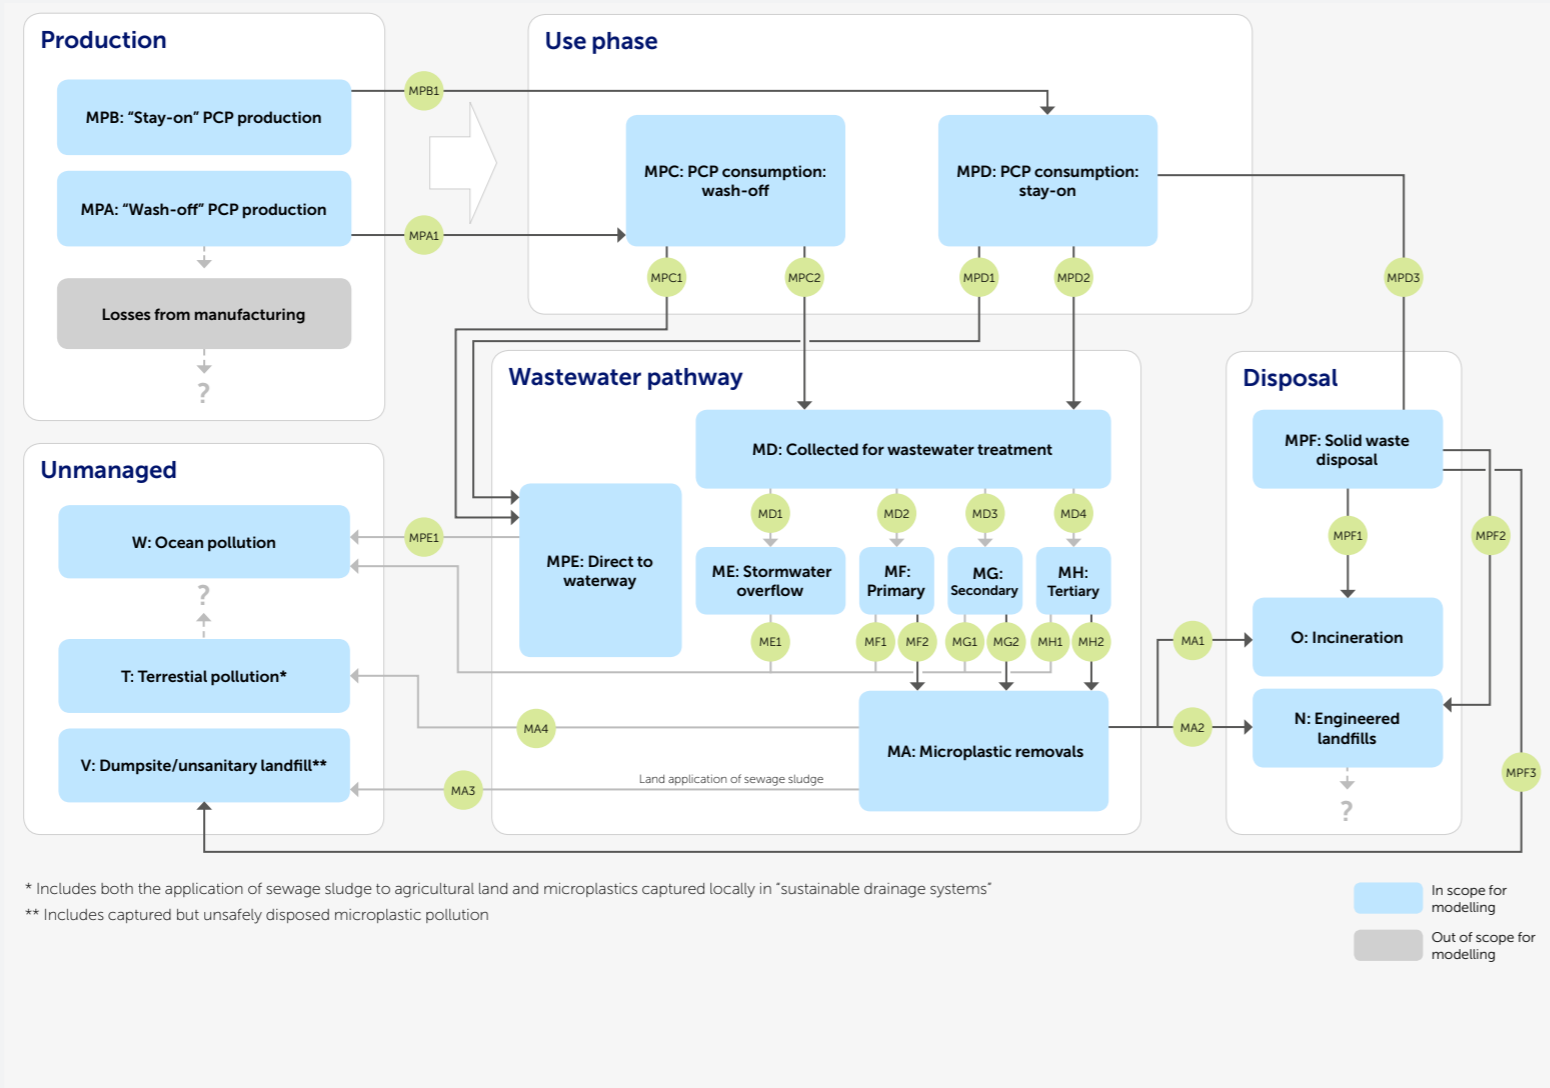 Production
MPB: “Stay-on” PCP production
MPA: “Wash-off” PCP production
Losses from manufacturing
?
MPB1
MPA1
Use phase
MPC: PCP consumption:
wash-off
MPD: PCP consumption:
stay-on
MPC1
MPC2
MPD1
MPD2
MPD3
Unmanaged
W: Ocean pollution
?
T: Terrestial pollution*
V: Dumpsite/unsanitary landfill**
MPE1
MA4
MA3
Wastewater pathway
MD: Collected for wastewater treatment
MPE: Direct to
waterway
MD1
MD2
MD3
MD4
ME: Stormwater
overflow
MF:
Primary
MG:
Secondary
MH:
Tertiary
ME1
MF1
MF2
MG1
MG2
MH1
MH2
MA: Microplastic removals
Land application of sewage sludge
MA1
MA2
Disposal
MPF: Solid waste
disposal
MPF1
MPF2
O: Incineration
N: Engineered
landfills
?
MPF3
* Includes both the application of sewage sludge to agricultural land and microplastics captured locally in “sustainable drainage systems”
** Includes captured but unsafely disposed microplastic pollution
In scope for
modelling
Out of scope for
modelling